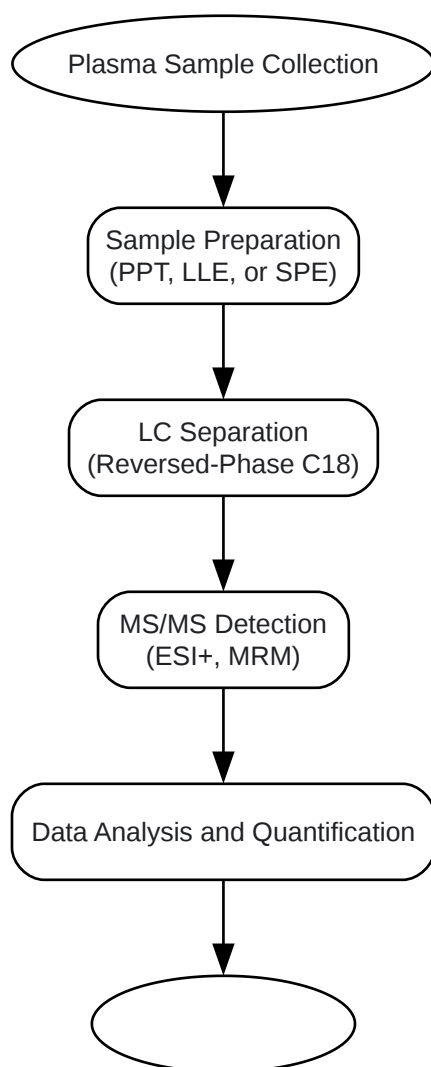 Plasma Sample Collection
Sample Preparation
(PPT, LLE, or SPE)
LC Separation
(Reversed-Phase C18)
MS/MS Detection
(ESI+, MRM)
Data Analysis and Quantification